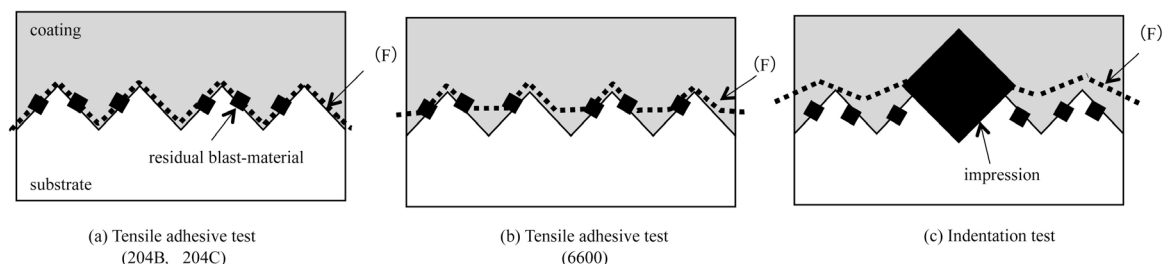 coating
(F)
residual blast-material
substrate
(a) Tensile adhesive test
(204B, 204C)
(F)
(b) Tensile adhesive test
(6600)
(F)
impression
(c) Indentation test